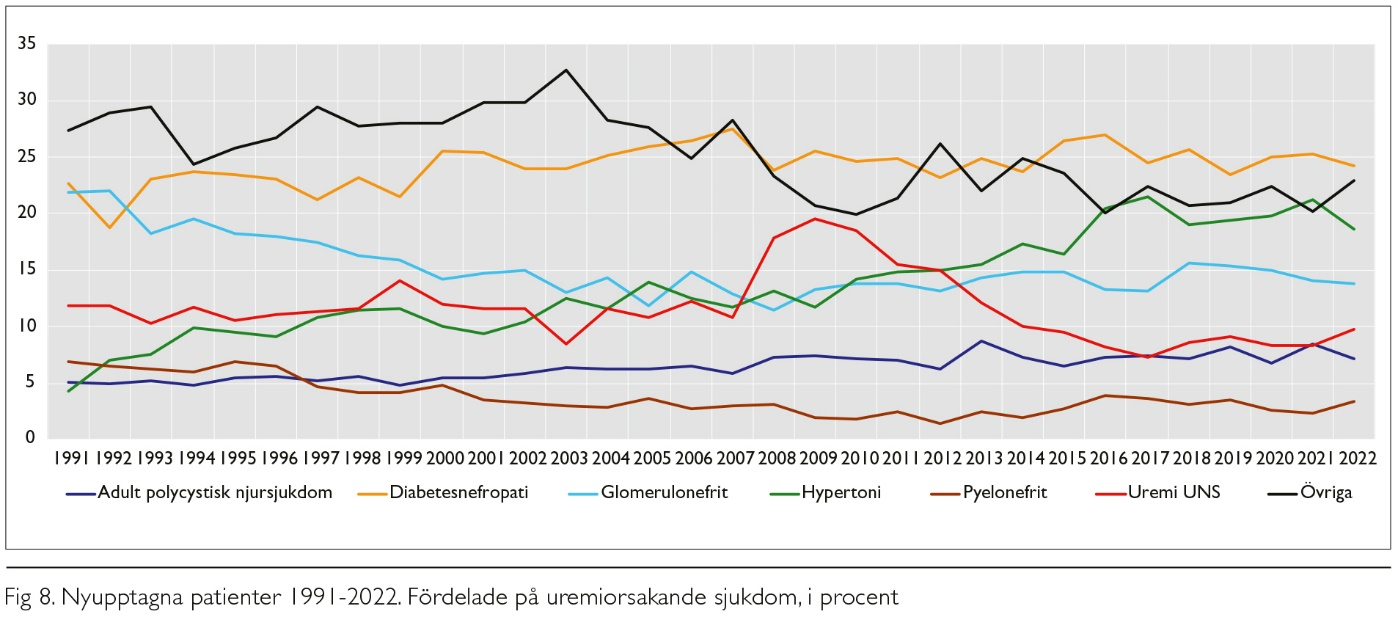 35
30
25
20
15
10
5
0
1991 1992 1993 1994 1995 1996 1997 1998 1999 2000 2001 2002 2003 2004 2005 2006 2007 2008 2009 2010 2011 2012 2013 2014 2015 2016 2017 2018 2019 2020 2021 2022
Adult polycystisk njursjukdom Diabetesnefropati Glomerulonefrit Hypertoni Pyelonefrit Uremi UNS Övriga
Fig 8. Nyupptagna patienter 1991-2022. Fördelade på uremiorsakande sjukdom, i procent